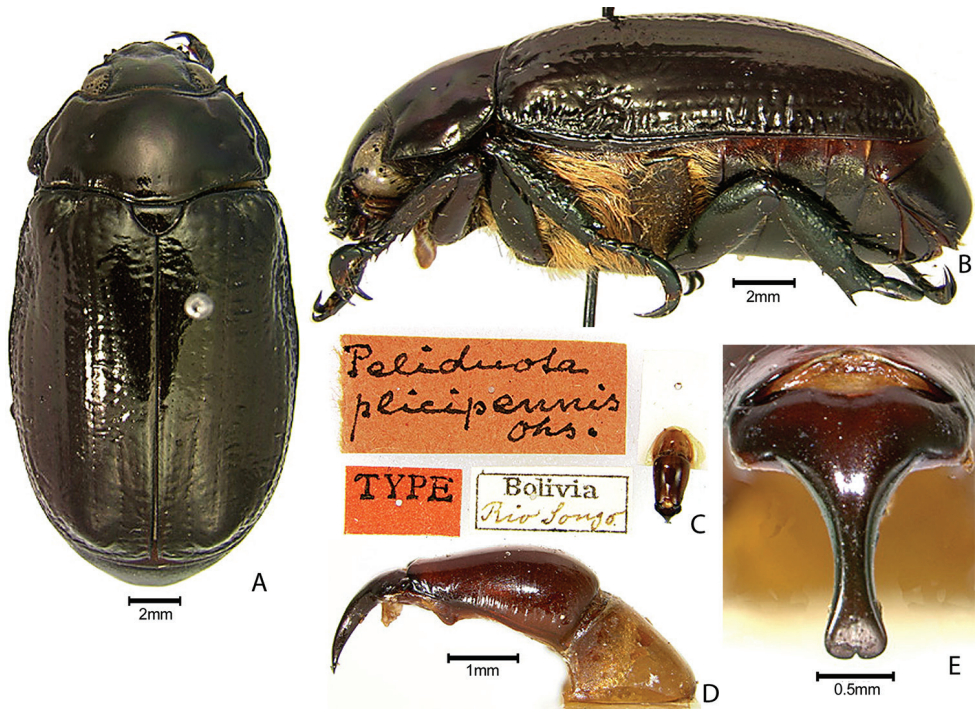 A
2mm
B
2mm
Pelidnota
plicipennis
Ohs.
TYPE
Bolivia
Rio Songo.
C
1mm
D
0.5mm
E